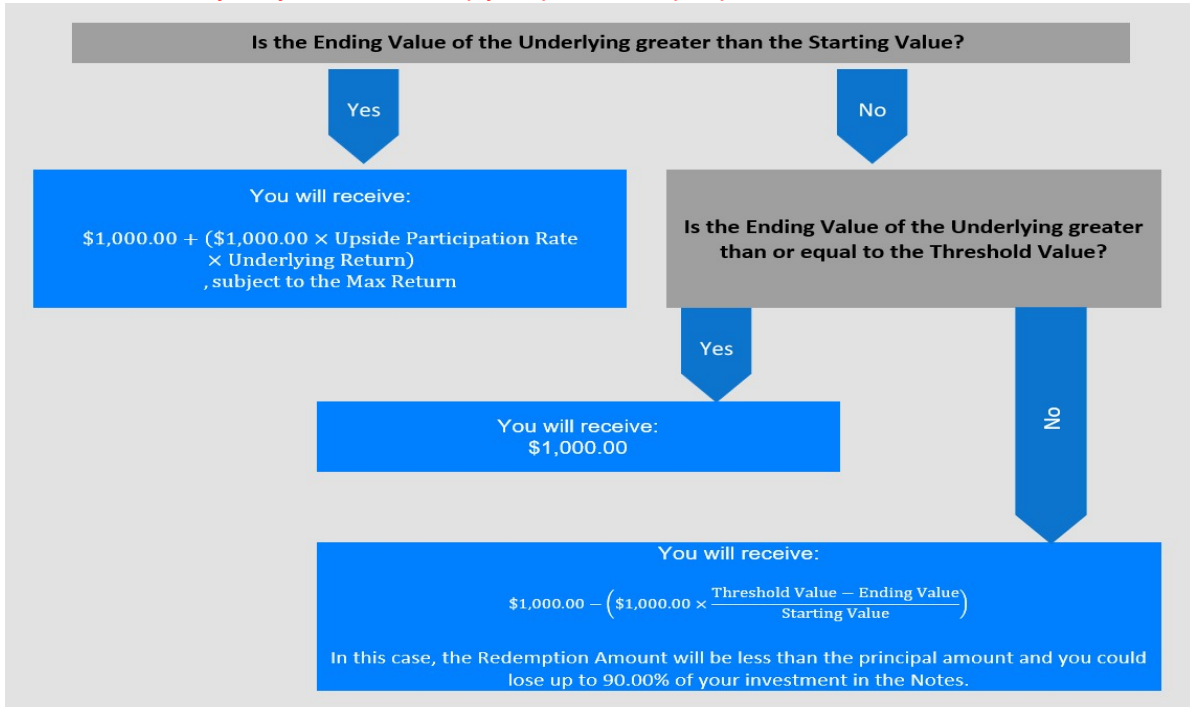 Is the Ending Value of the Underlying greater than the Starting Value?
Yes
No
You will receive:
$1,000.00 + ($1,000.00 × Upside Participation Rate
× Underlying Return)
, subject to the Max Return
Is the Ending Value of the Underlying greater
than or equal to the Threshold Value?
Yes
No
You will receive:
$1,000.00
You will receive:
$1,000.00 − ($1,000.00 × (Threshold Value − Ending Value) / Starting Value)
In this case, the Redemption Amount will be less than the principal amount and you could
lose up to 90.00% of your investment in the Notes.